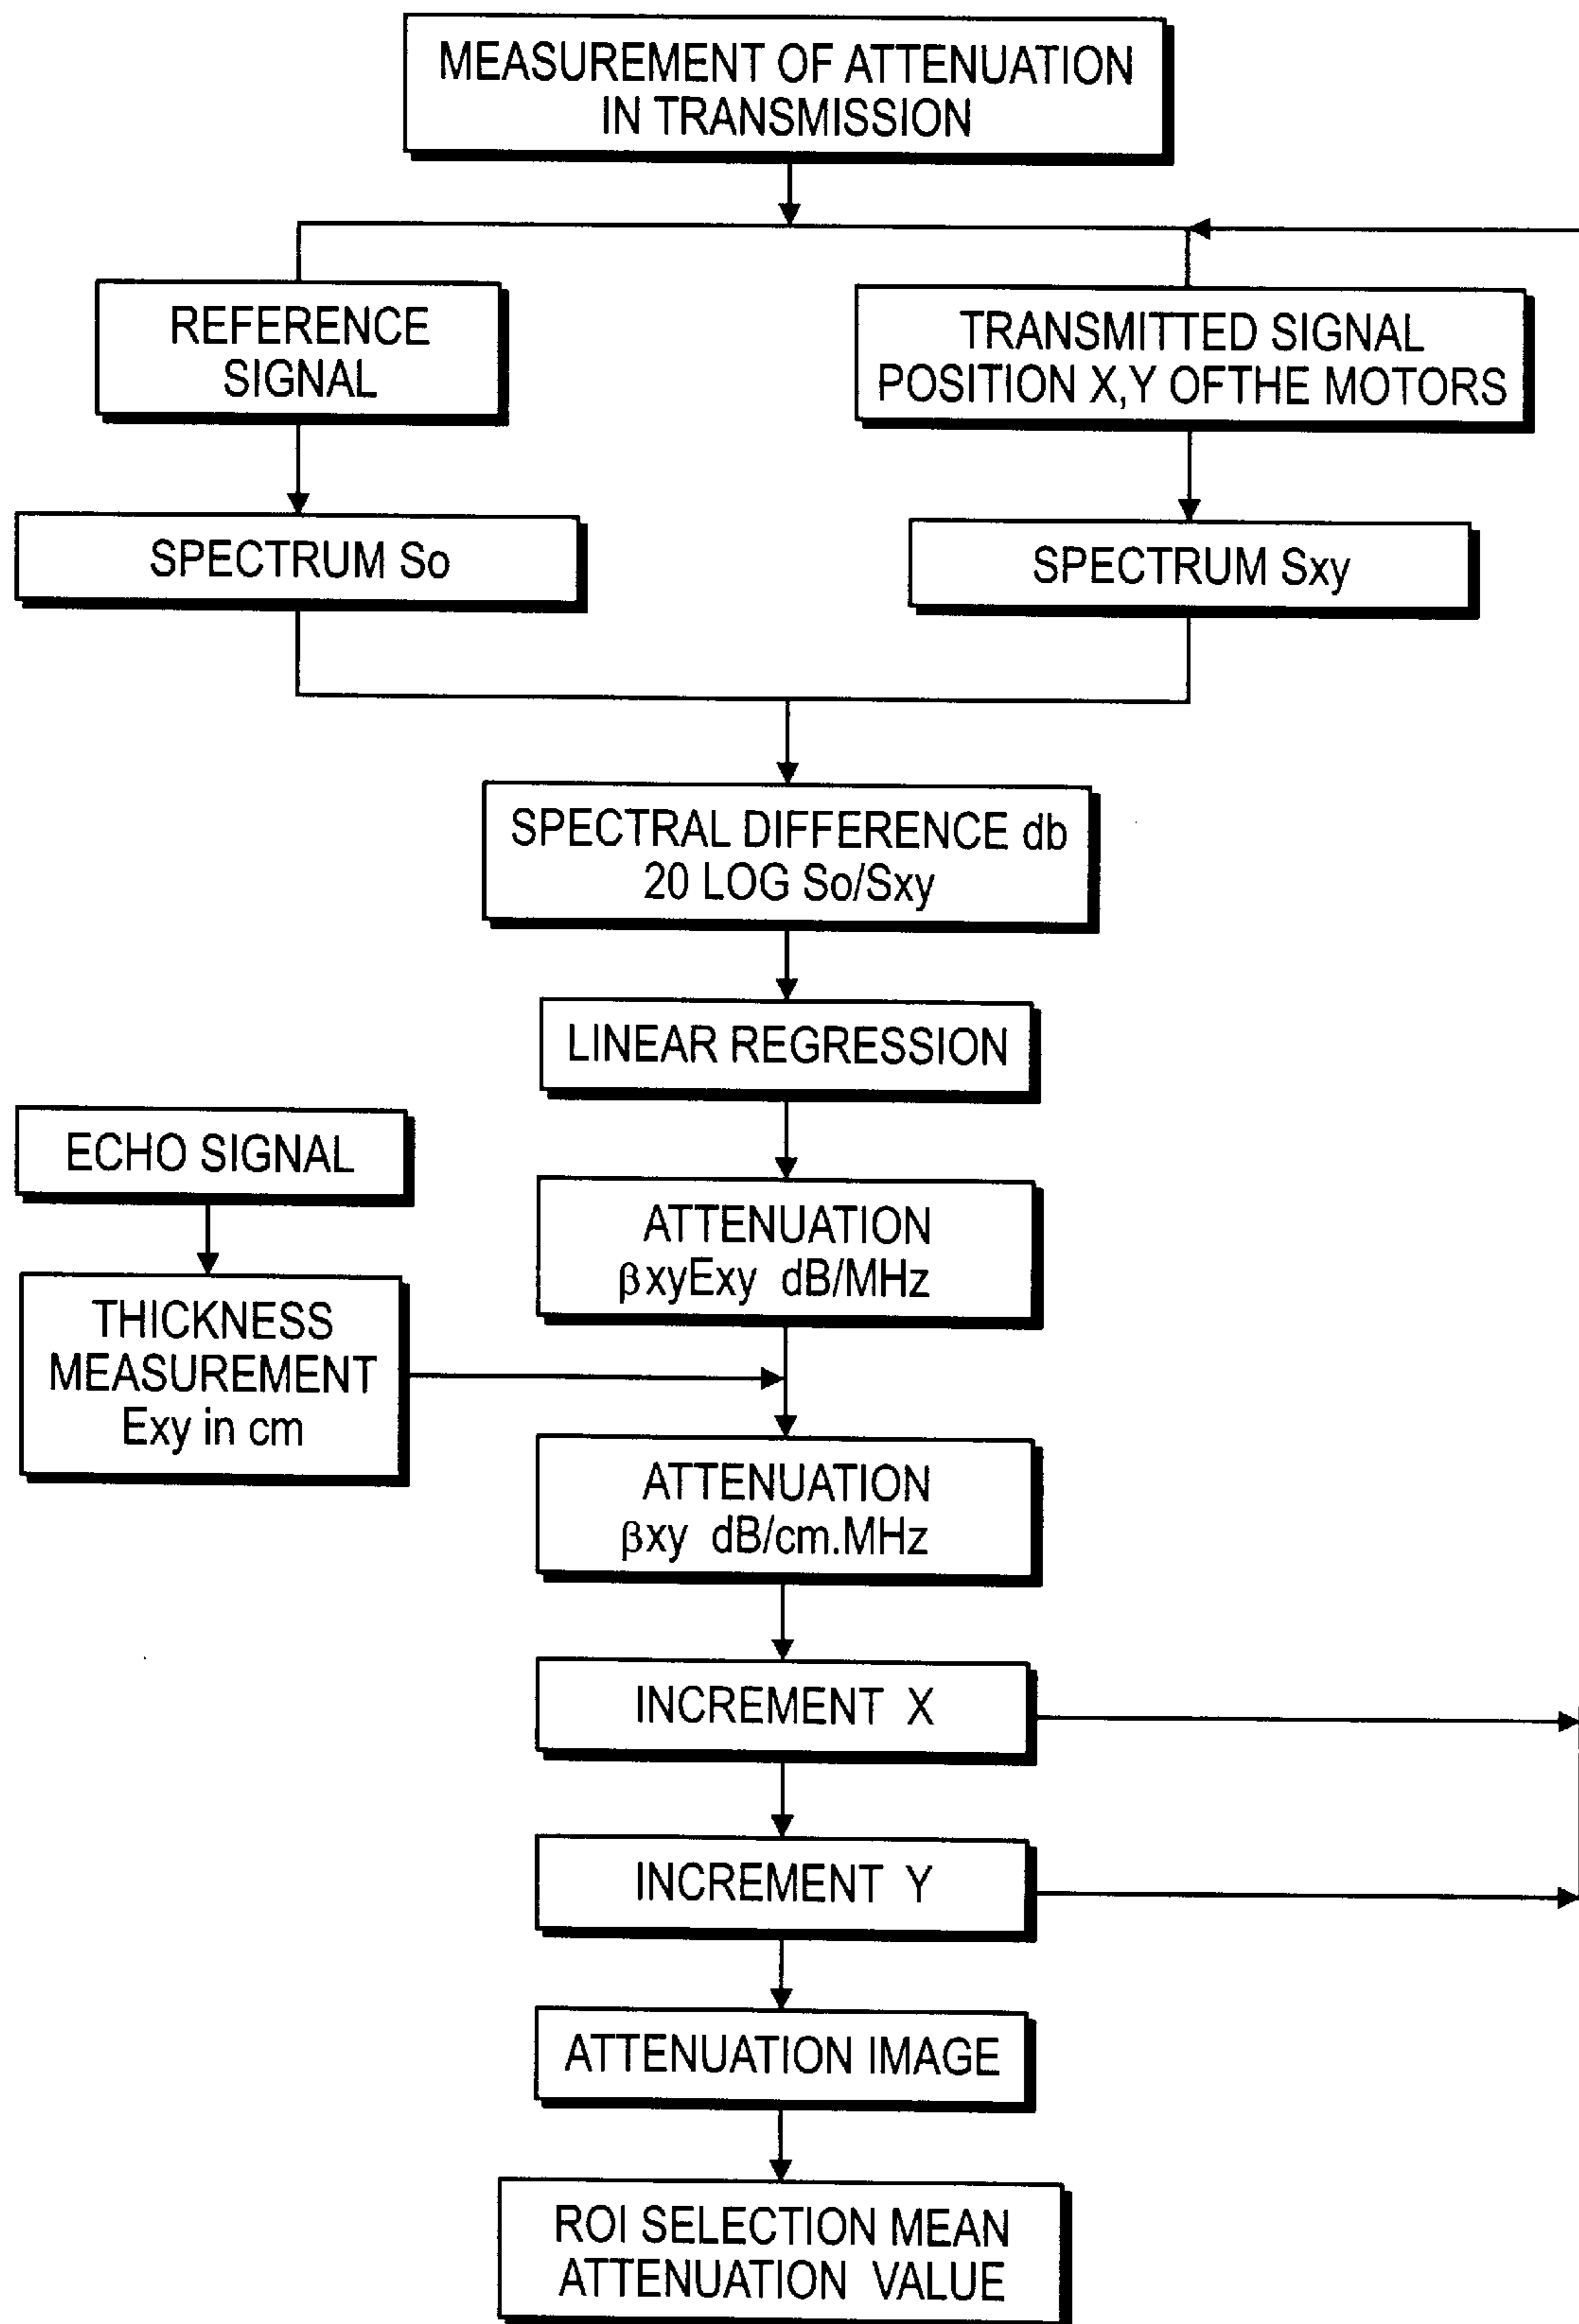 MEASUREMENT OF ATTENUATION
IN TRANSMISSION
REFERENCE
SIGNAL
TRANSMITTED SIGNAL
POSITION X,Y OFTHE MOTORS
SPECTRUM So
SPECTRUM Sxy
SPECTRAL DIFFERENCE db
20 LOG So/Sxy
LINEAR REGRESSION
ECHO SIGNAL
ATTENUATION
βxyExy dB/MHz
THICKNESS
MEASUREMENT
Exy in cm
ATTENUATION
βxy dB/cm.MHz
INCREMENT X
INCREMENT Y
ATTENUATION IMAGE
ROI SELECTION MEAN
ATTENUATION VALUE